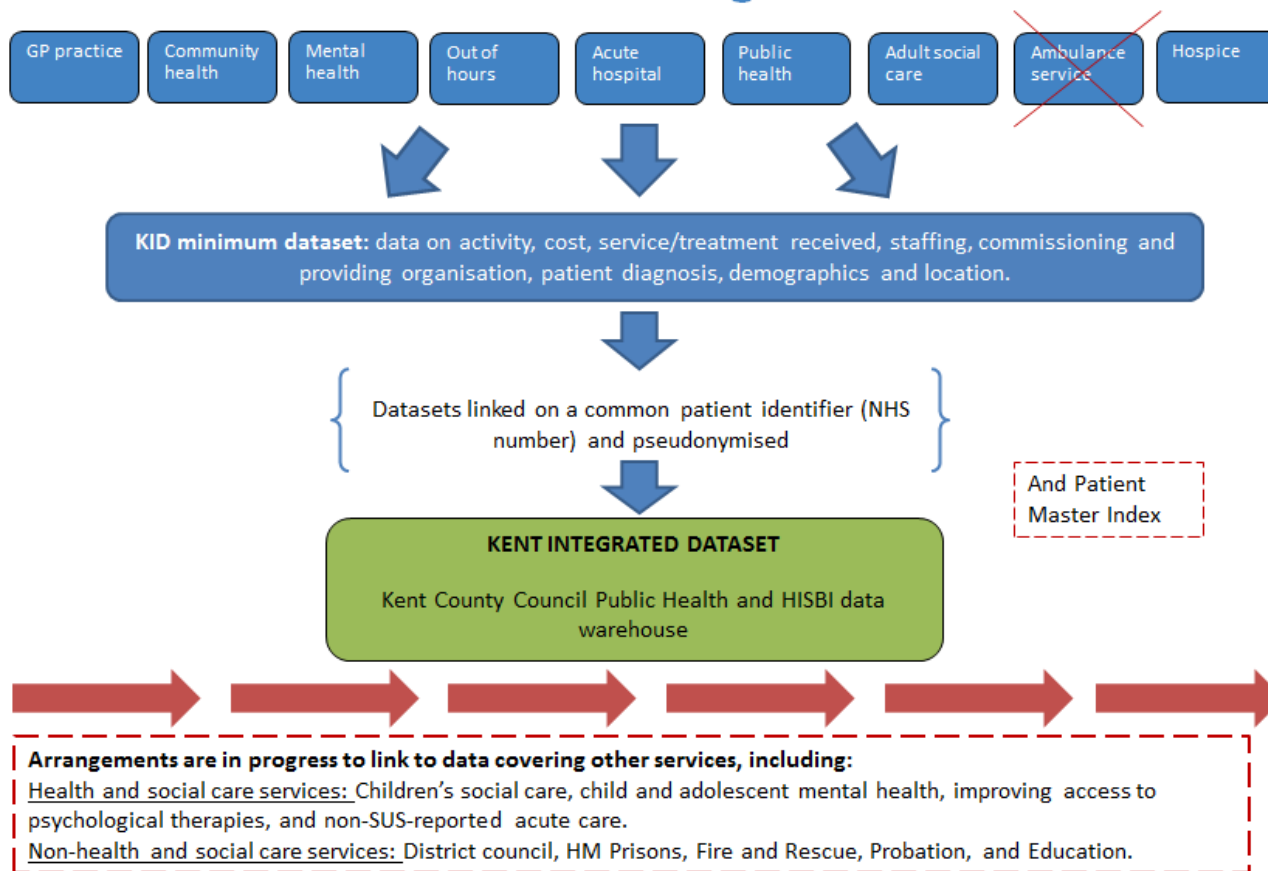 GP practice
Community
health
Mental
health
Out of
hours
Acute
hospital
Public
health
Adult social
care
Ambulance
service
Hospice
KID minimum dataset: data on activity, cost, service/treatment received, staffing, commissioning and
providing organisation, patient diagnosis, demographics and location.
Datasets linked on a common patient identifier (NHS
number) and pseudonymised
And Patient
Master Index
KENT INTEGRATED DATASET
Kent County Council Public Health and HISBI data
warehouse
Arrangements are in progress to link to data covering other services, including:
Health and social care services: Children's social care, child and adolescent mental health, improving access to
psychological therapies, and non-SUS-reported acute care.
Non-health and social care services: District council, HM Prisons, Fire and Rescue, Probation, and Education.